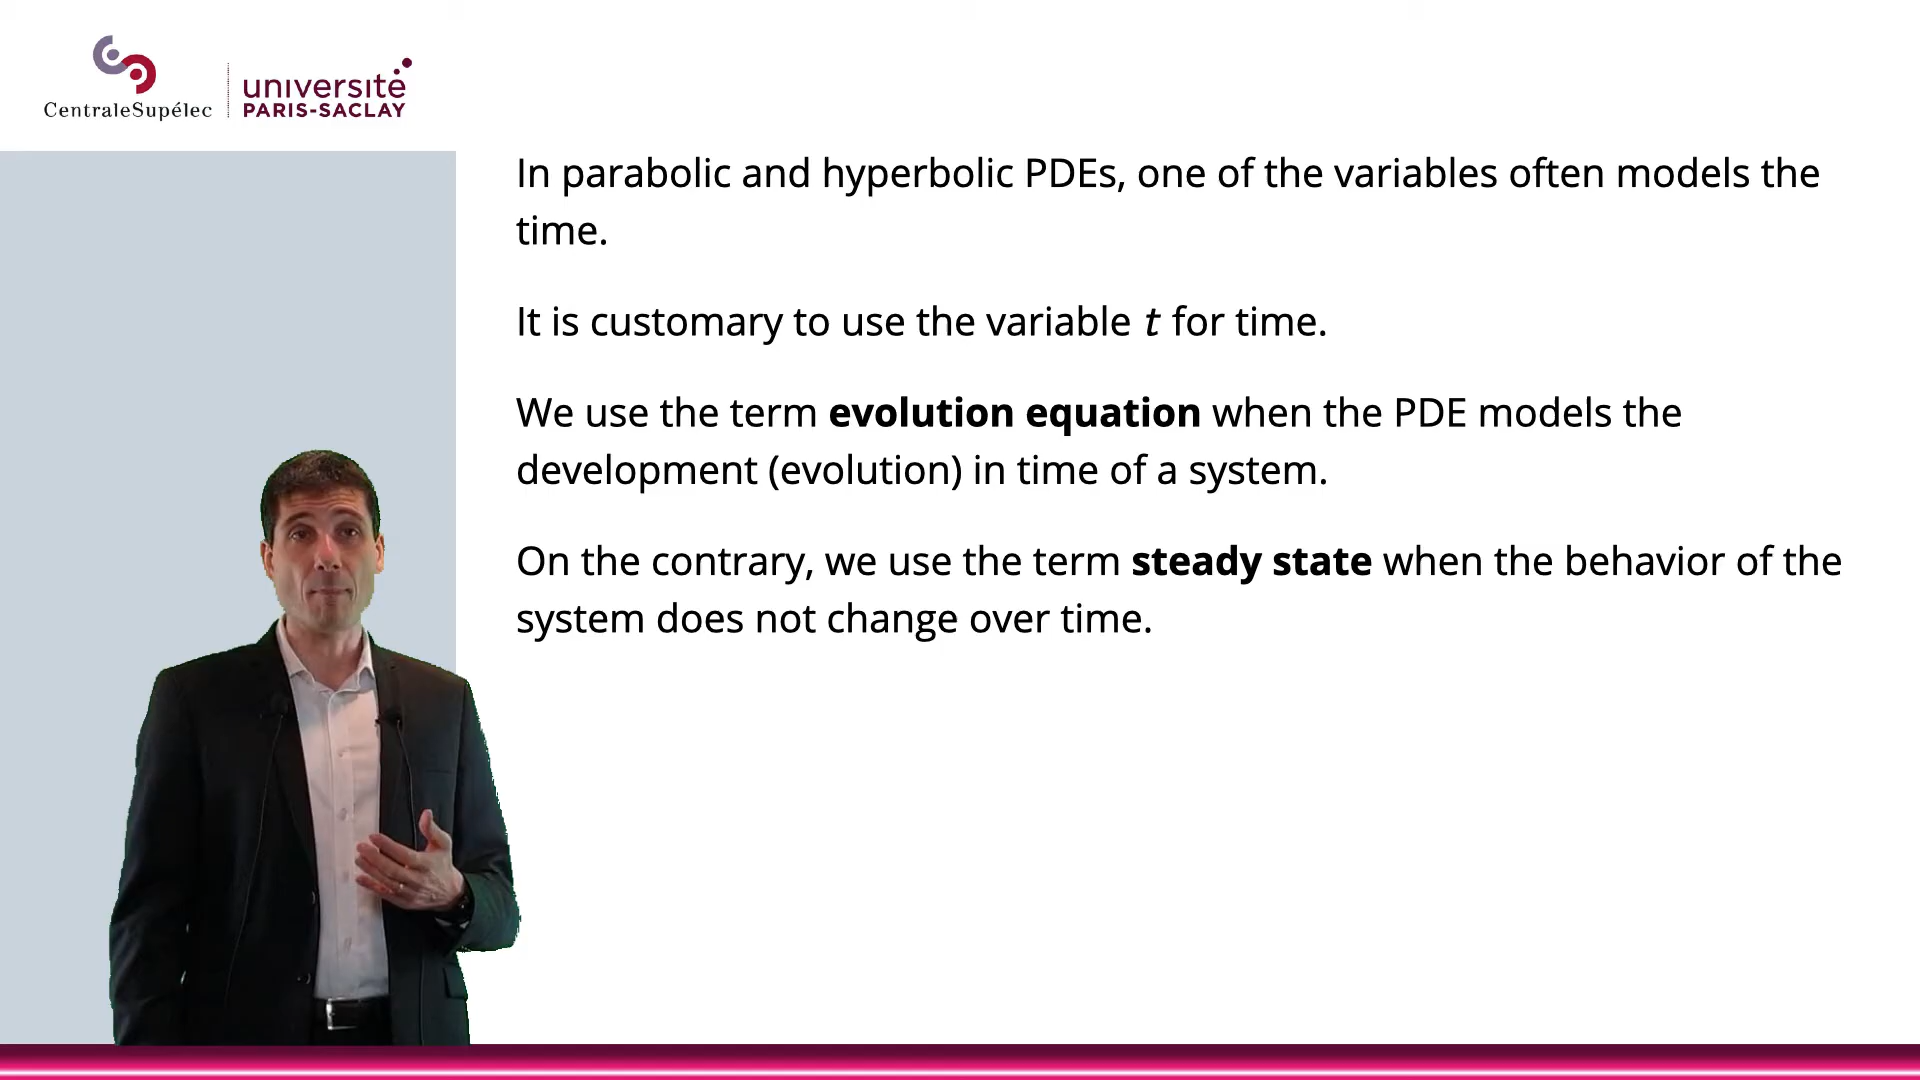 CentraleSupélec
université
PARIS-SACLAY
In parabolic and hyperbolic PDEs, one of the variables often models the
time.
It is customary to use the variable t for time.
We use the term evolution equation when the PDE models the
development (evolution) in time of a system.
On the contrary, we use the term steady state when the behavior of the
system does not change over time.